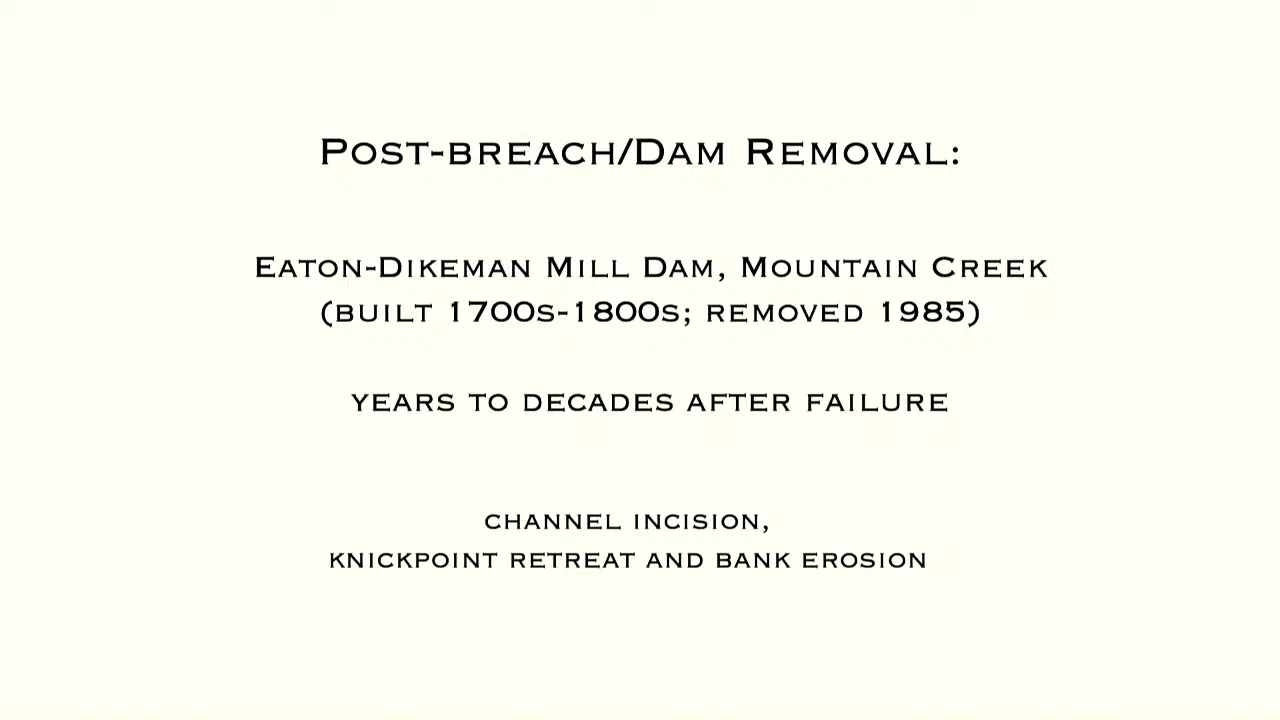 Post-breach/Dam Removal:
Eaton-Dikeman Mill Dam, Mountain Creek
(built 1700s-1800s; removed 1985)
years to decades after failure
channel incision,
knickpoint retreat and bank erosion